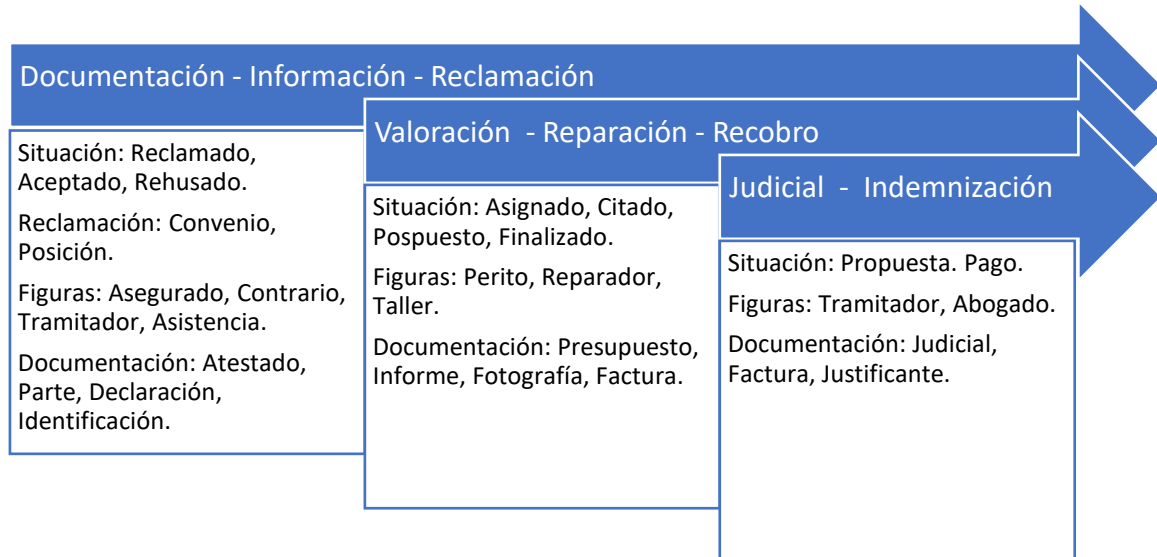 Documentación - Información - Reclamación
Situación: Reclamado,
Aceptado, Rehusado.
Reclamación: Convenio,
Posición.
Figuras: Asegurado, Contrario,
Tramitador, Asistencia.
Documentación: Atestado,
Parte, Declaración,
Identificación.
Valoración - Reparación - Recobro
Situación: Asignado, Citado,
Pospuesto, Finalizado.
Figuras: Perito, Reparador,
Taller.
Documentación: Presupuesto,
Informe, Fotografía, Factura.
Judicial - Indemnización
Situación: Propuesta. Pago.
Figuras: Tramitador, Abogado.
Documentación: Judicial,
Factura, Justificante.